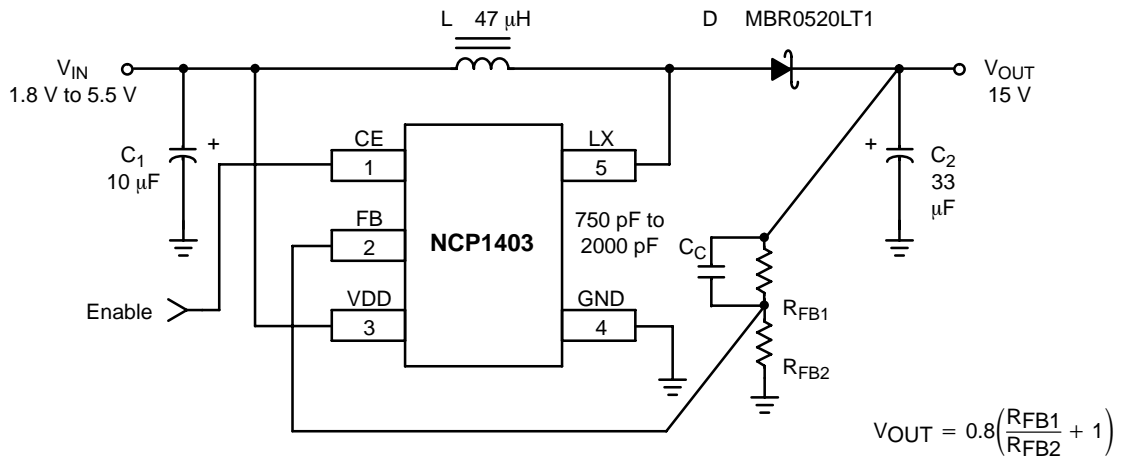 L 47 μH
D MBR0520LT1
VIN
1.8 V to 5.5 V
VOUT
15 V
C1
10 μF
+
CE
1
LX
5
+
C2
33
μF
FB
2
NCP1403
750 pF to
2000 pF
CC
Enable
VDD
3
GND
4
RFB1
RFB2
VOUT = 0.8(RFB1/RFB2 + 1)